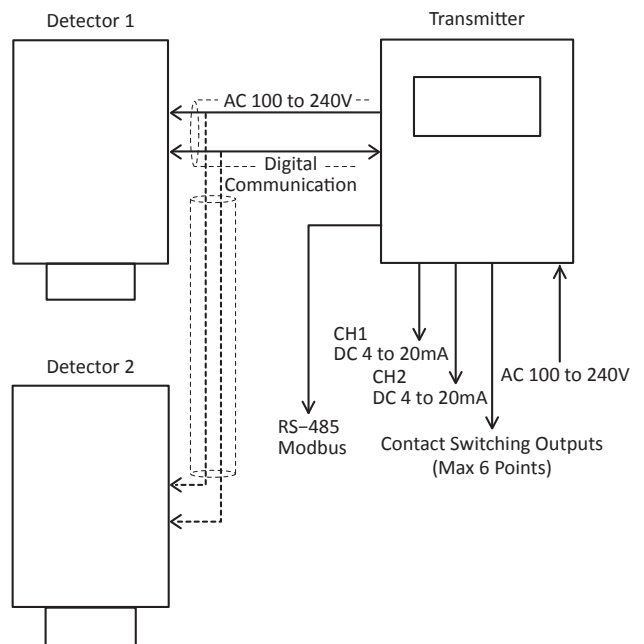 Detector 1
Transmitter
AC 100 to 240V
Digital
Communication
CH1
DC 4 to 20mA
CH2
DC 4 to 20mA
AC 100 to 240V
Detector 2
RS−485
Modbus
Contact Switching Outputs
(Max 6 Points)